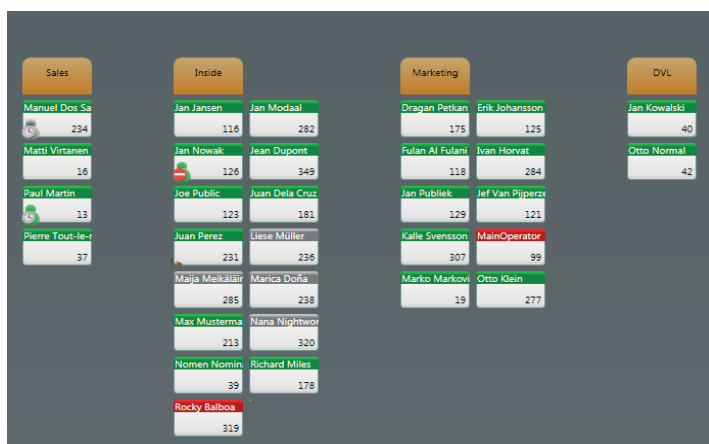 Sales
Manuel Dos Sa
234
Matti Virtanen
16
Paul Martin
13
Pierre Tout-le-
37
Inside
Jan Jansen
116
Jan Modaal
282
Jan Nowak
126
Jean Dupont
349
Joe Public
123
Juan Dela Cruz
181
Juan Perez
231
Liese Müller
236
Maija Meikäläin
285
Marica Doña
238
Max Musterma
213
Nana Nightwor
320
Nomen Nomin
39
Richard Miles
178
Rocky Balboa
319
Marketing
Dragan Petkan
175
Erik Johansson
125
Fulan Al Fulani
118
Ivan Horvat
284
Jan Publiek
129
Jef Van Pijperze
121
Kalle Svensson
307
MainOperator
99
Marko Markovi
19
Otto Klein
277
DVL
Jan Kowalski
40
Otto Normal
42